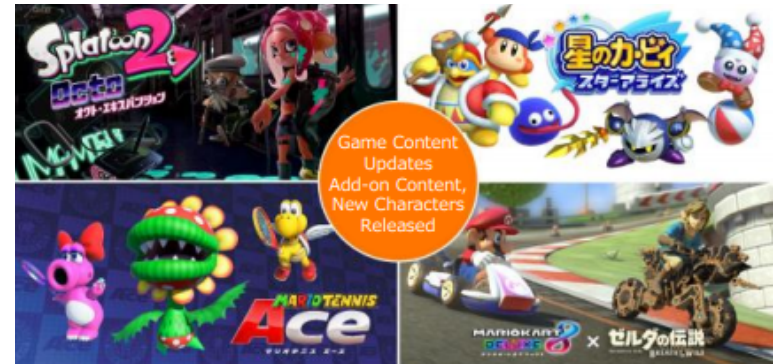 Splatoon 2
Octo
オクト・エキスパンション
星のカービィ
スターアライズ
Game Content
Updates
Add-on Content,
New Characters
Released
MARIO TENNIS
Ace
マリオテニス エース
MARIOKART 8
DELUXE
×
ゼルダの伝説